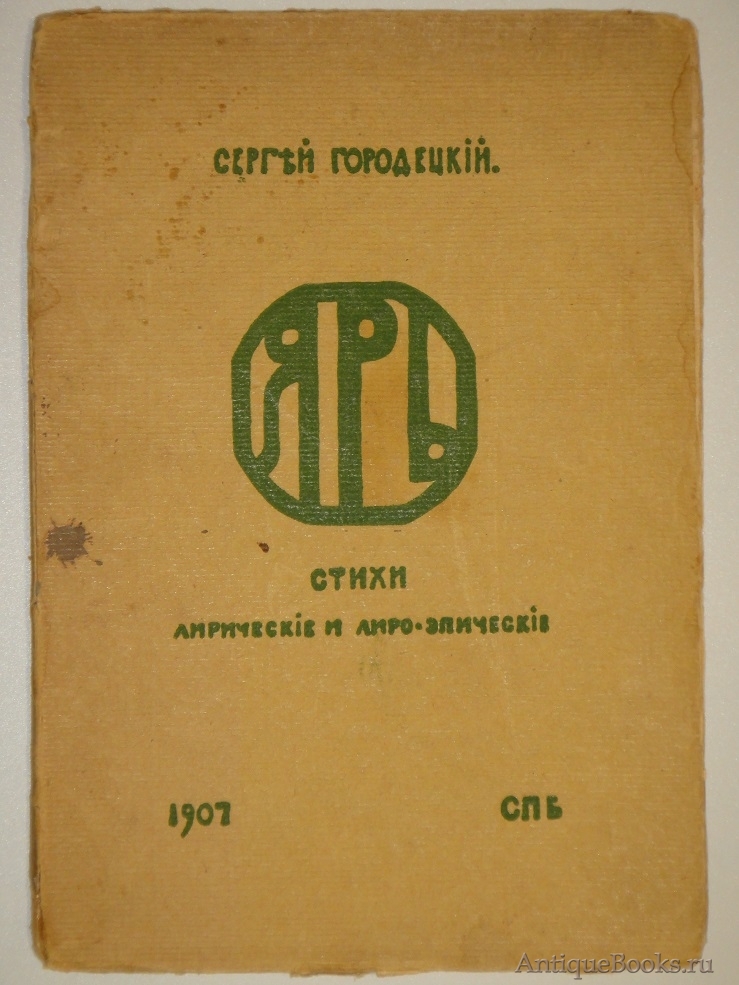 СЕРГѢЙ ГОРОДЕЦКІЙ.
ЯРЬ
СТИХИ
ЛИРИЧЕСКІЕ И ЛИРО-ЭПИЧЕСКІЕ
1907 СПБ
AntiqueBooks.ru